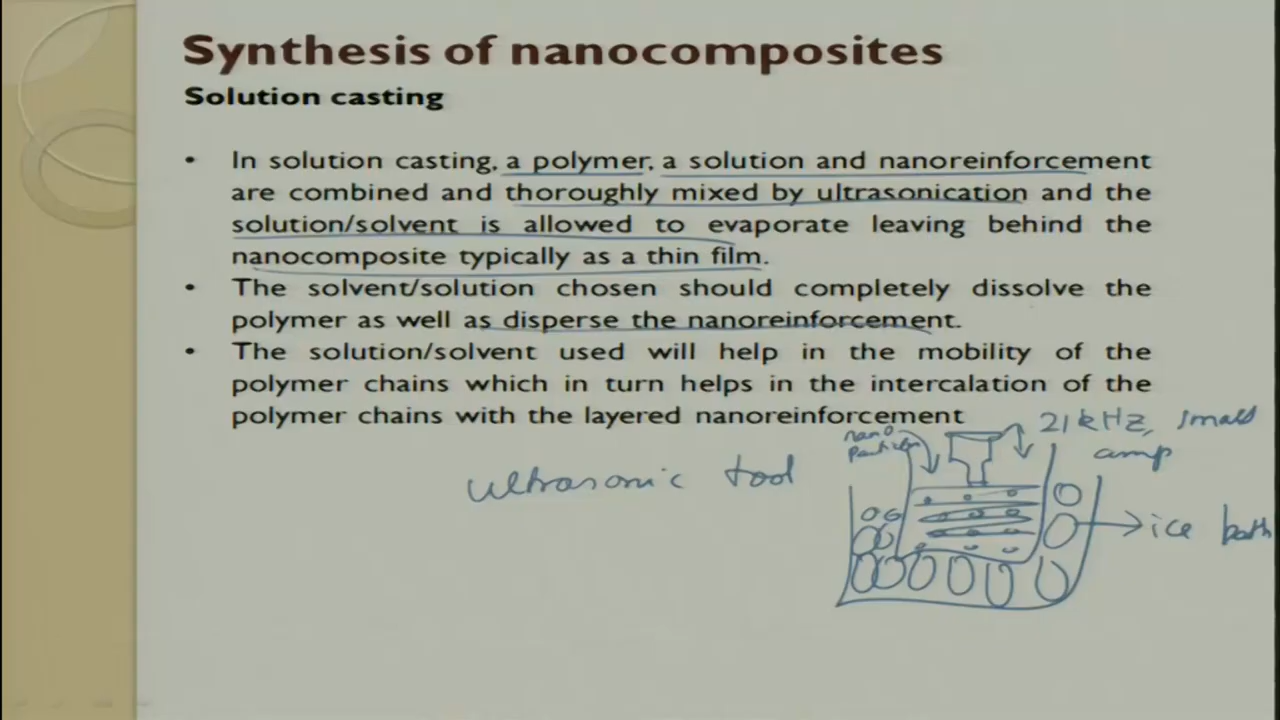 Synthesis of nanocomposites
Solution casting
• In solution casting, a polymer, a solution and nanoreinforcement
are combined and thoroughly mixed by ultrasonication and the
solution/solvent is allowed to evaporate leaving behind the
nanocomposite typically as a thin film.
• The solvent/solution chosen should completely dissolve the
polymer as well as disperse the nanoreinforcement.
• The solution/solvent used will help in the mobility of the
polymer chains which in turn helps in the intercalation of the
polymer chains with the layered nanoreinforcement
nano
particles
21 kHz, small
amp
ultrasonic tool
ice bath